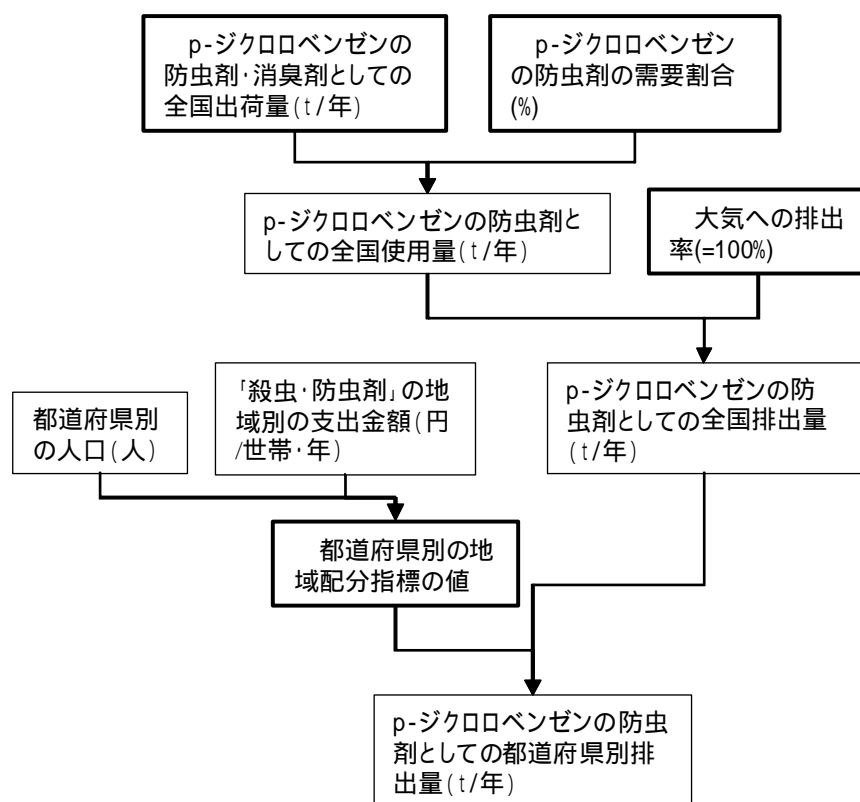 p-ジクロロベンゼンの
防虫剤・消臭剤としての
全国出荷量(t/年)
p-ジクロロベンゼン
の防虫剤の需要割合
(%)
p-ジクロロベンゼンの防虫剤と
しての全国使用量(t/年)
大気への排出
率(=100%)
都道府県別
の人口(人)
「殺虫・防虫剤」の地
域別の支出金額(円
/世帯・年)
p-ジクロロベンゼンの防
虫剤としての全国排出量
(t/年)
都道府県別の地
域配分指標の値
p-ジクロロベンゼンの防虫
剤としての都道府県別排
出量(t/年)